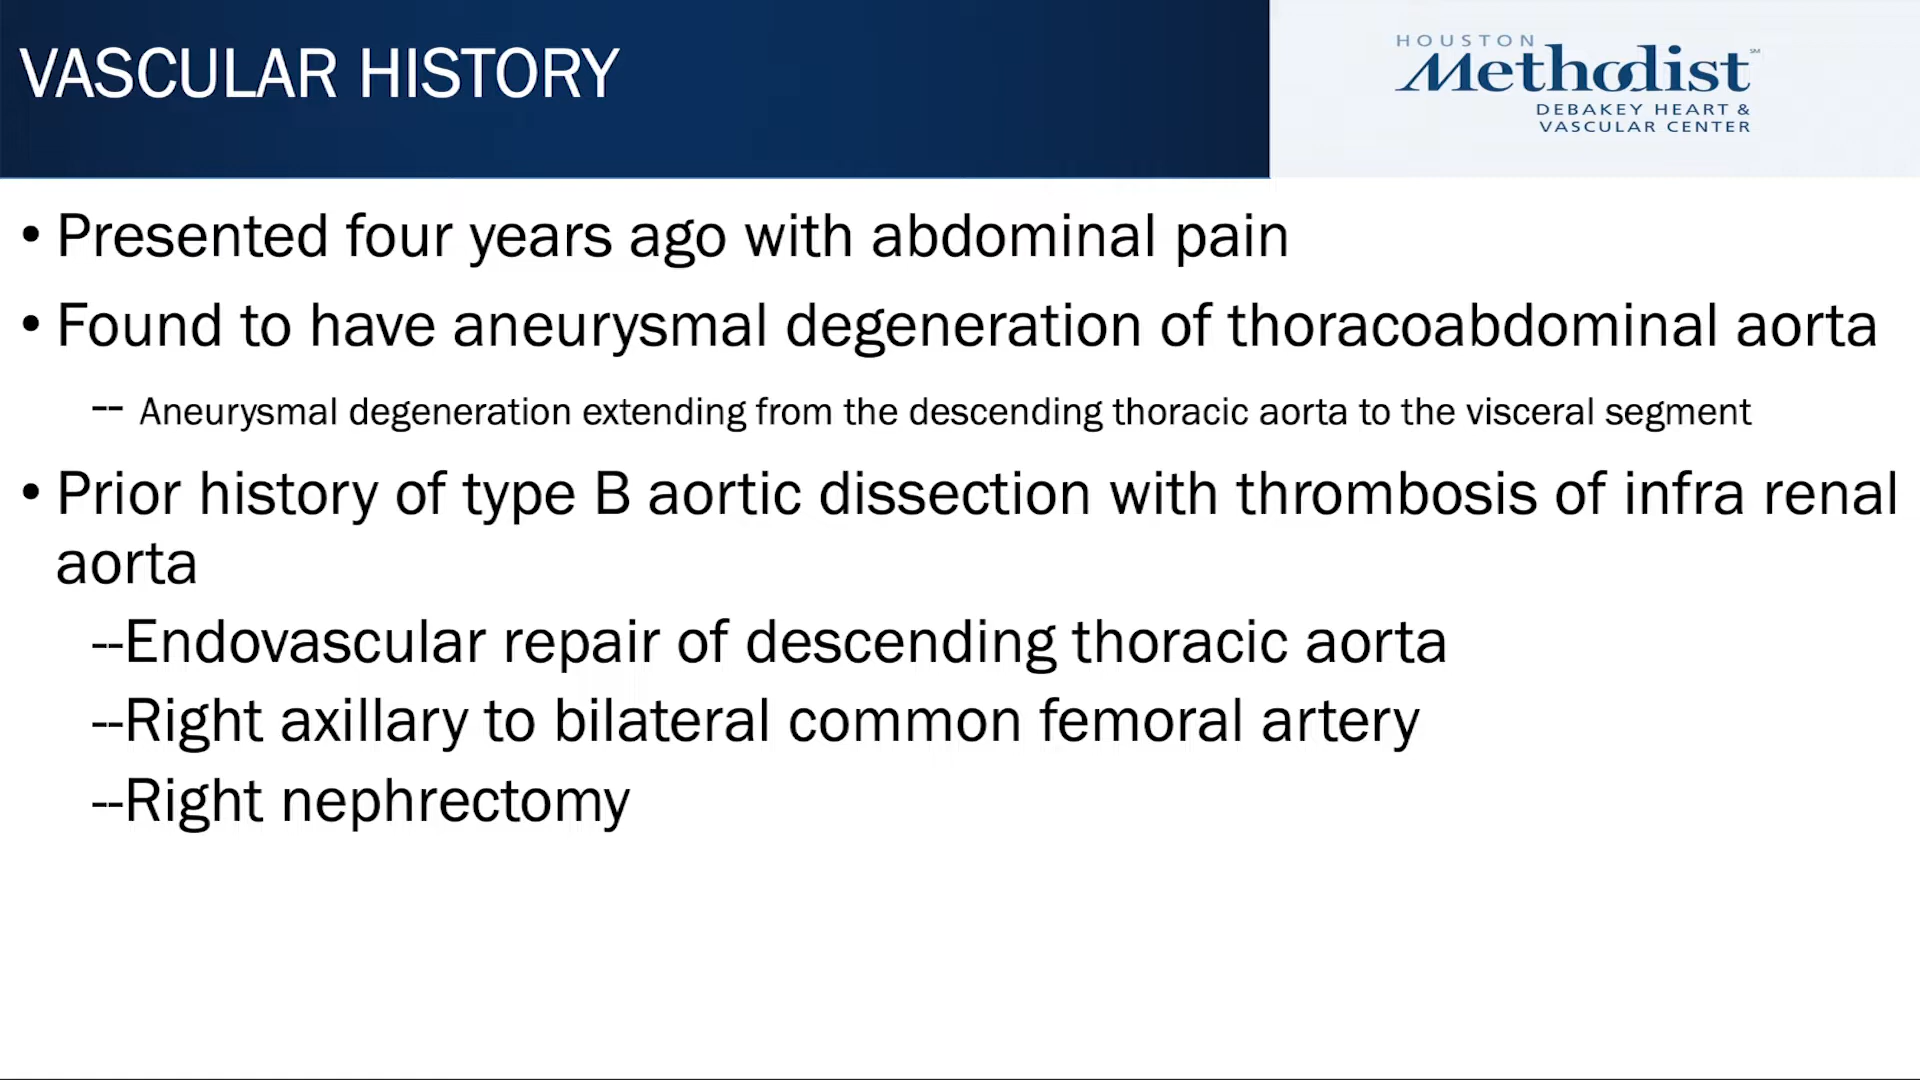 VASCULAR HISTORY
HOUSTON
Methodist℠
DEBAKEY HEART &
VASCULAR CENTER
• Presented four years ago with abdominal pain
• Found to have aneurysmal degeneration of thoracoabdominal aorta
-- Aneurysmal degeneration extending from the descending thoracic aorta to the visceral segment
• Prior history of type B aortic dissection with thrombosis of infra renal
aorta
--Endovascular repair of descending thoracic aorta
--Right axillary to bilateral common femoral artery
--Right nephrectomy